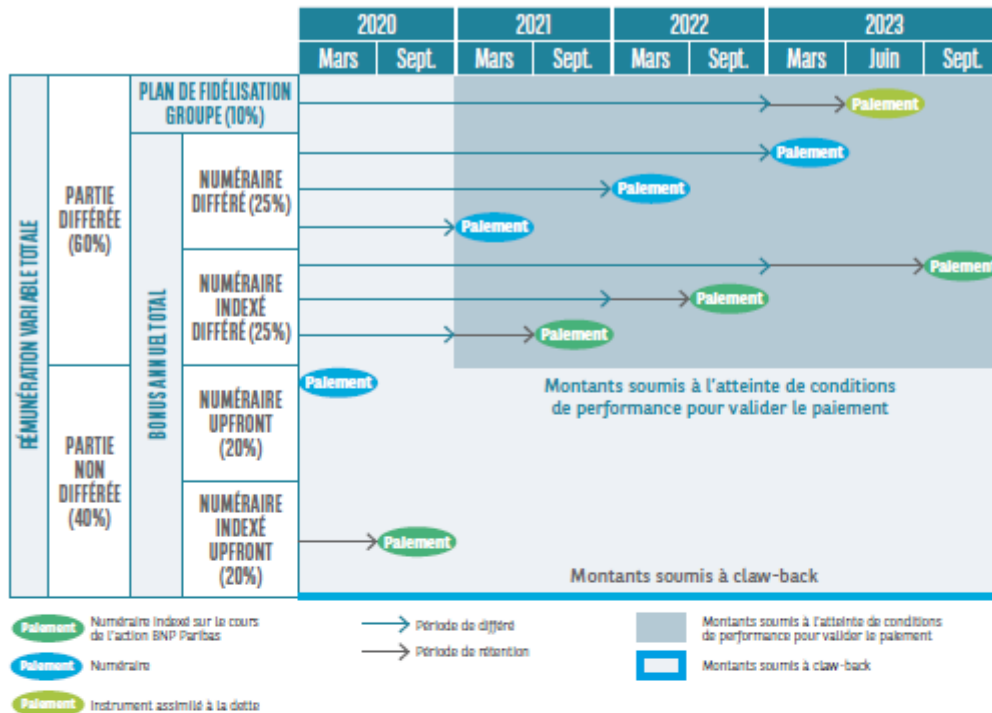 2020 2021 2022 2023
Mars Sept. Mars Sept. Mars Sept. Mars Juin Sept.
RÉMUNÉRATION VARIABLE TOTALE
PARTIE
DIFFÉRÉE
(60%)
PLAN DE FIDÉLISATION
GROUPE (10%)
Paiement
BONUS ANNUEL TOTAL
NUMÉRAIRE
DIFFÉRÉ (25%)
Paiement
Paiement
Paiement
NUMÉRAIRE
INDEXÉ
DIFFÉRÉ (25%)
Paiement
Paiement
Paiement
PARTIE
NON
DIFFÉRÉE
(40%)
NUMÉRAIRE
UPFRONT
(20%)
Paiement
Montants soumis à l'atteinte de conditions
de performance pour valider le paiement
NUMÉRAIRE
INDEXÉ
UPFRONT
(20%)
Paiement
Montants soumis à claw-back
Paiement Numéraire indexé sur le cours
de l'action BNP Paribas
Paiement Numéraire
Paiement Instrument assimilé à la dette
Période de différé
Période de rétention
Montants soumis à l'atteinte de conditions
de performance pour valider le paiement
Montants soumis à claw-back